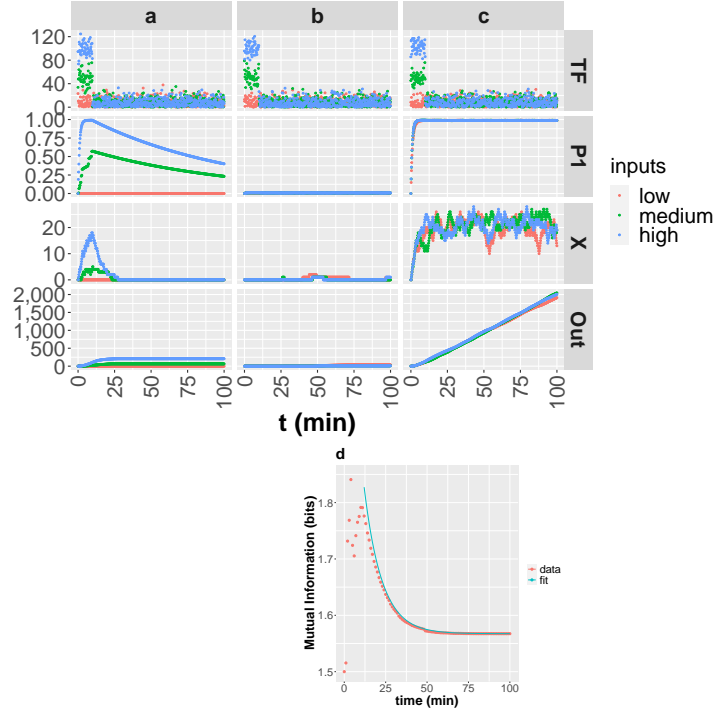 a b c
120
80
40
0
TF
1.00
0.75
0.50
0.25
0.00
P1
20
10
0
X
2,000
1,500
1,000
500
0
Out
0 25 50 75 100 0 25 50 75 100 0 25 50 75 100
t (min)
inputs
low
medium
high
d
Mutual Information (bits)
1.8
1.7
1.6
1.5
0 25 50 75 100
time (min)
data
fit